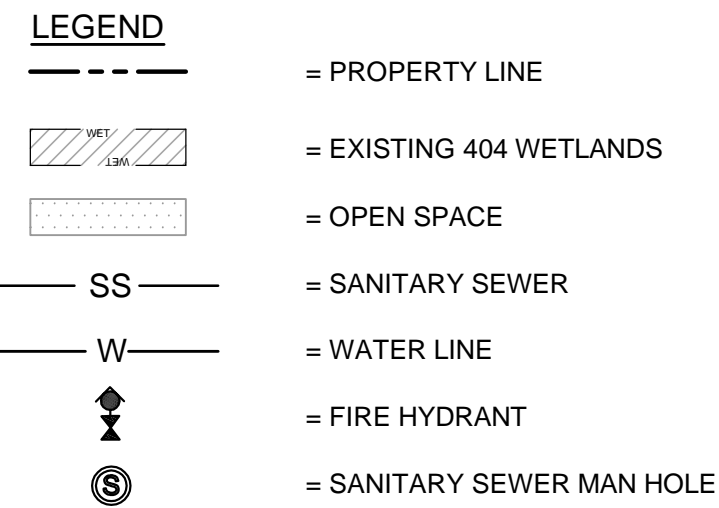 LEGEND
= PROPERTY LINE
WET
WET
= EXISTING 404 WETLANDS
= OPEN SPACE
SS = SANITARY SEWER
W = WATER LINE
= FIRE HYDRANT
S = SANITARY SEWER MAN HOLE